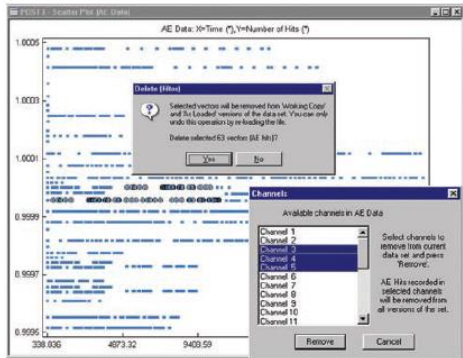 POST I - Scatter Plot [AE Data]
AE Data: X=Time (*), Y=Number of Hits (*)
1.0005
1.0003
1.0001
0.9999
0.9997
0.9996
338.036
4873.32
9403.59
Delete (filter)
Selected vectors will be removed from 'Working Copy'
and 'As Loaded' versions of the data set. You can only
undo this operation by re-loading the file.
Delete selected 63 vectors (AE hits)?
Yes
No
Channels
Available channels in AE Data
Channel 1
Channel 2
Channel 3
Channel 4
Channel 5
Channel 6
Channel 7
Channel 8
Channel 9
Channel 10
Channel 11
Select channels to
remove from current
data set and press
'Remove'.
AE Hits recorded in
selected channels
will be removed from
all versions of the set.
Remove
Cancel